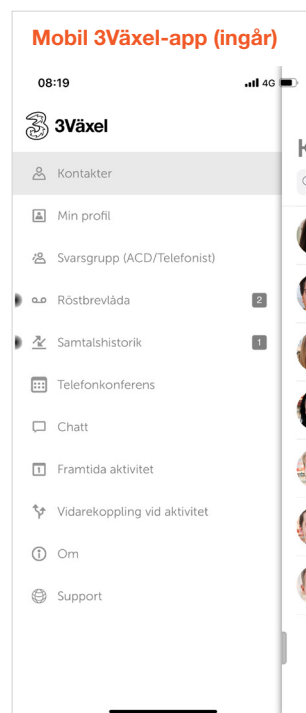 Mobil 3Växel-app (ingår)
08:19
4G
3Växel
Kontakter
Min profil
Svarsgrupp (ACD/Telefonist)
Röstbrevlåda 2
Samtalshistorik 1
Telefonkonferens
Chatt
Framtida aktivitet
Vidarekoppling vid aktivitet
Om
Support